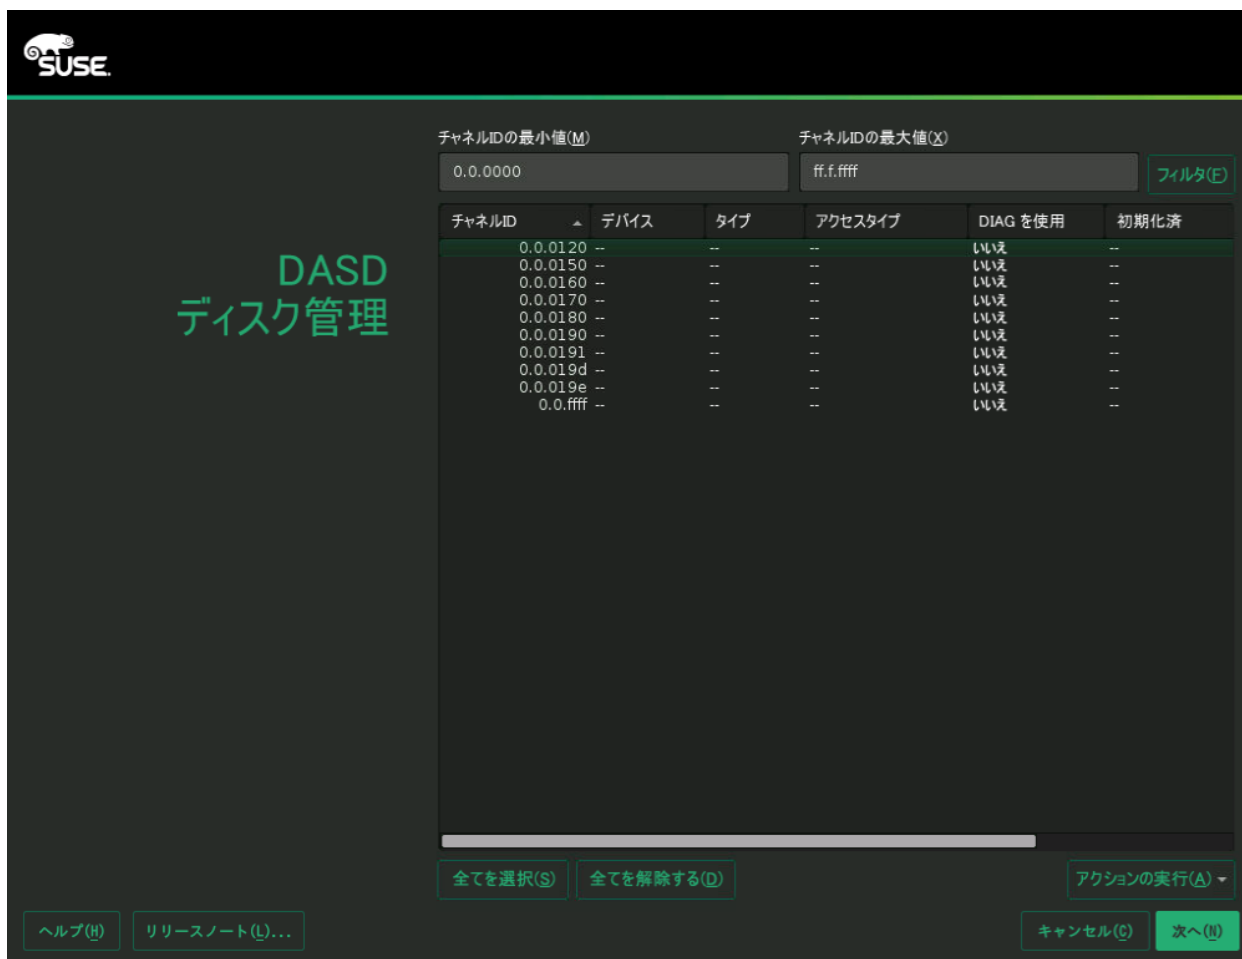 SUSE.
チャネルIDの最小値(M) チャネルIDの最大値(X)
0.0.0000 ff.f.ffff フィルタ(F)
チャネルID デバイス タイプ アクセスタイプ DIAG を使用 初期化済
0.0.0120 -- -- -- いいえ --
0.0.0150 -- -- -- いいえ --
0.0.0160 -- -- -- いいえ --
0.0.0170 -- -- -- いいえ --
0.0.0180 -- -- -- いいえ --
0.0.0190 -- -- -- いいえ --
0.0.0191 -- -- -- いいえ --
0.0.019d -- -- -- いいえ --
0.0.019e -- -- -- いいえ --
0.0.ffff -- -- -- いいえ --
DASD
ディスク管理
全てを選択(S) 全てを解除する(D) アクションの実行(A)
ヘルプ(H) リリースノート(L)... キャンセル(C) 次へ(N)